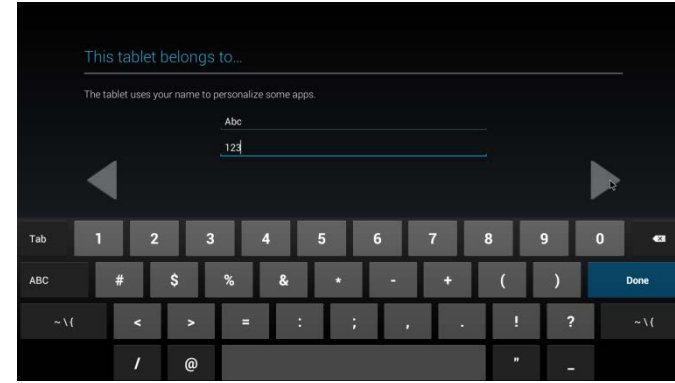 This tablet belongs to...
The tablet uses your name to personalize some apps.
Abc
123
Tab 1 2 3 4 5 6 7 8 9 0
ABC # $ % & * - + ( ) Done
~ \ { < > = : ; , . ! ? ~ \ {
/ @ " _